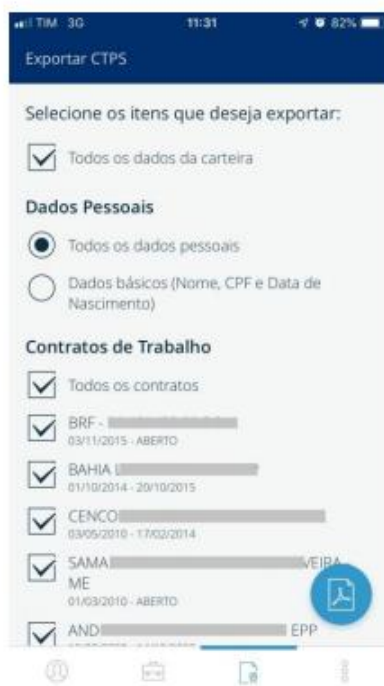 TIM 3G 11:31 82%
Exportar CTPS
Selecione os itens que deseja exportar:
Todos os dados da carteira
Dados Pessoais
Todos os dados pessoais
Dados básicos (Nome, CPF e Data de
Nascimento)
Contratos de Trabalho
Todos os contratos
BRF -
03/11/2015 - ABERTO
BAHIA
01/10/2014 - 20/10/2015
CENCO
03/05/2010 - 17/02/2014
SAMA VEIRA
ME
01/03/2010 - ABERTO
AND EPP